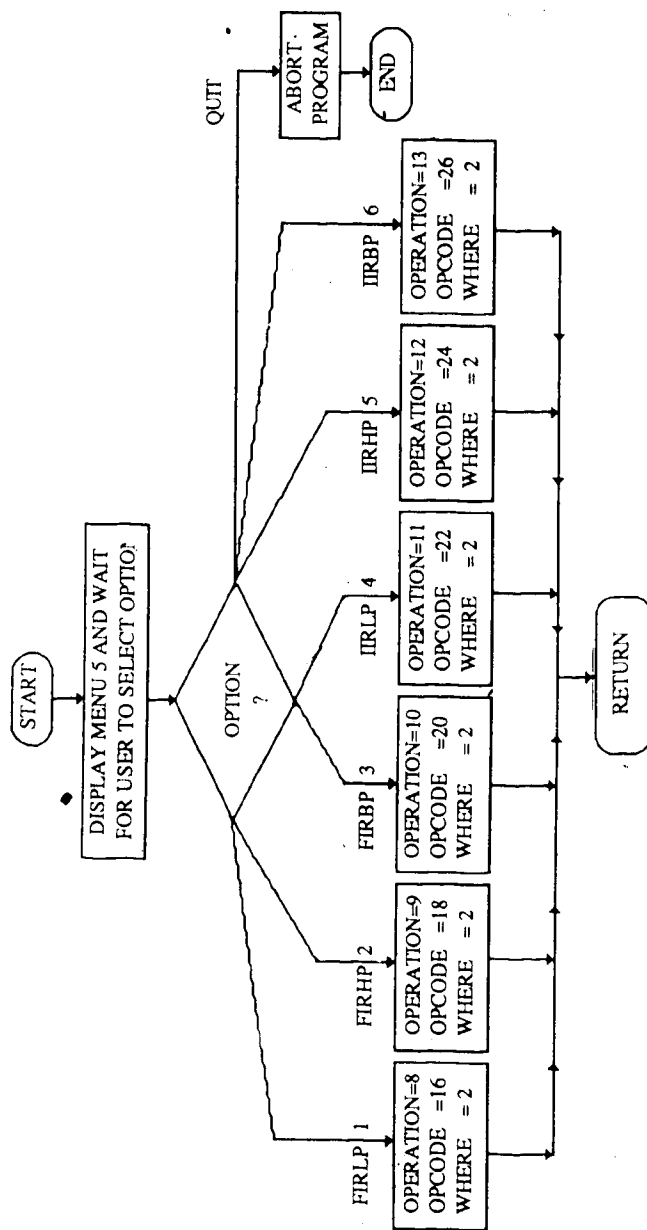 START
DISPLAY MENU 5 AND WAIT
FOR USER TO SELECT OPTION
OPTION
?
QUIT
ABORT
PROGRAM
END
FIRLP 1
OPERATION=8
OPCODE =16
WHERE = 2
FIRHP 2
OPERATION=9
OPCODE =18
WHERE = 2
FIRBP 3
OPERATION=10
OPCODE =20
WHERE = 2
IIRLP 4
OPERATION=11
OPCODE =22
WHERE = 2
IIRHP 5
OPERATION=12
OPCODE =24
WHERE = 2
IIRBP 6
OPERATION=13
OPCODE =26
WHERE = 2
RETURN